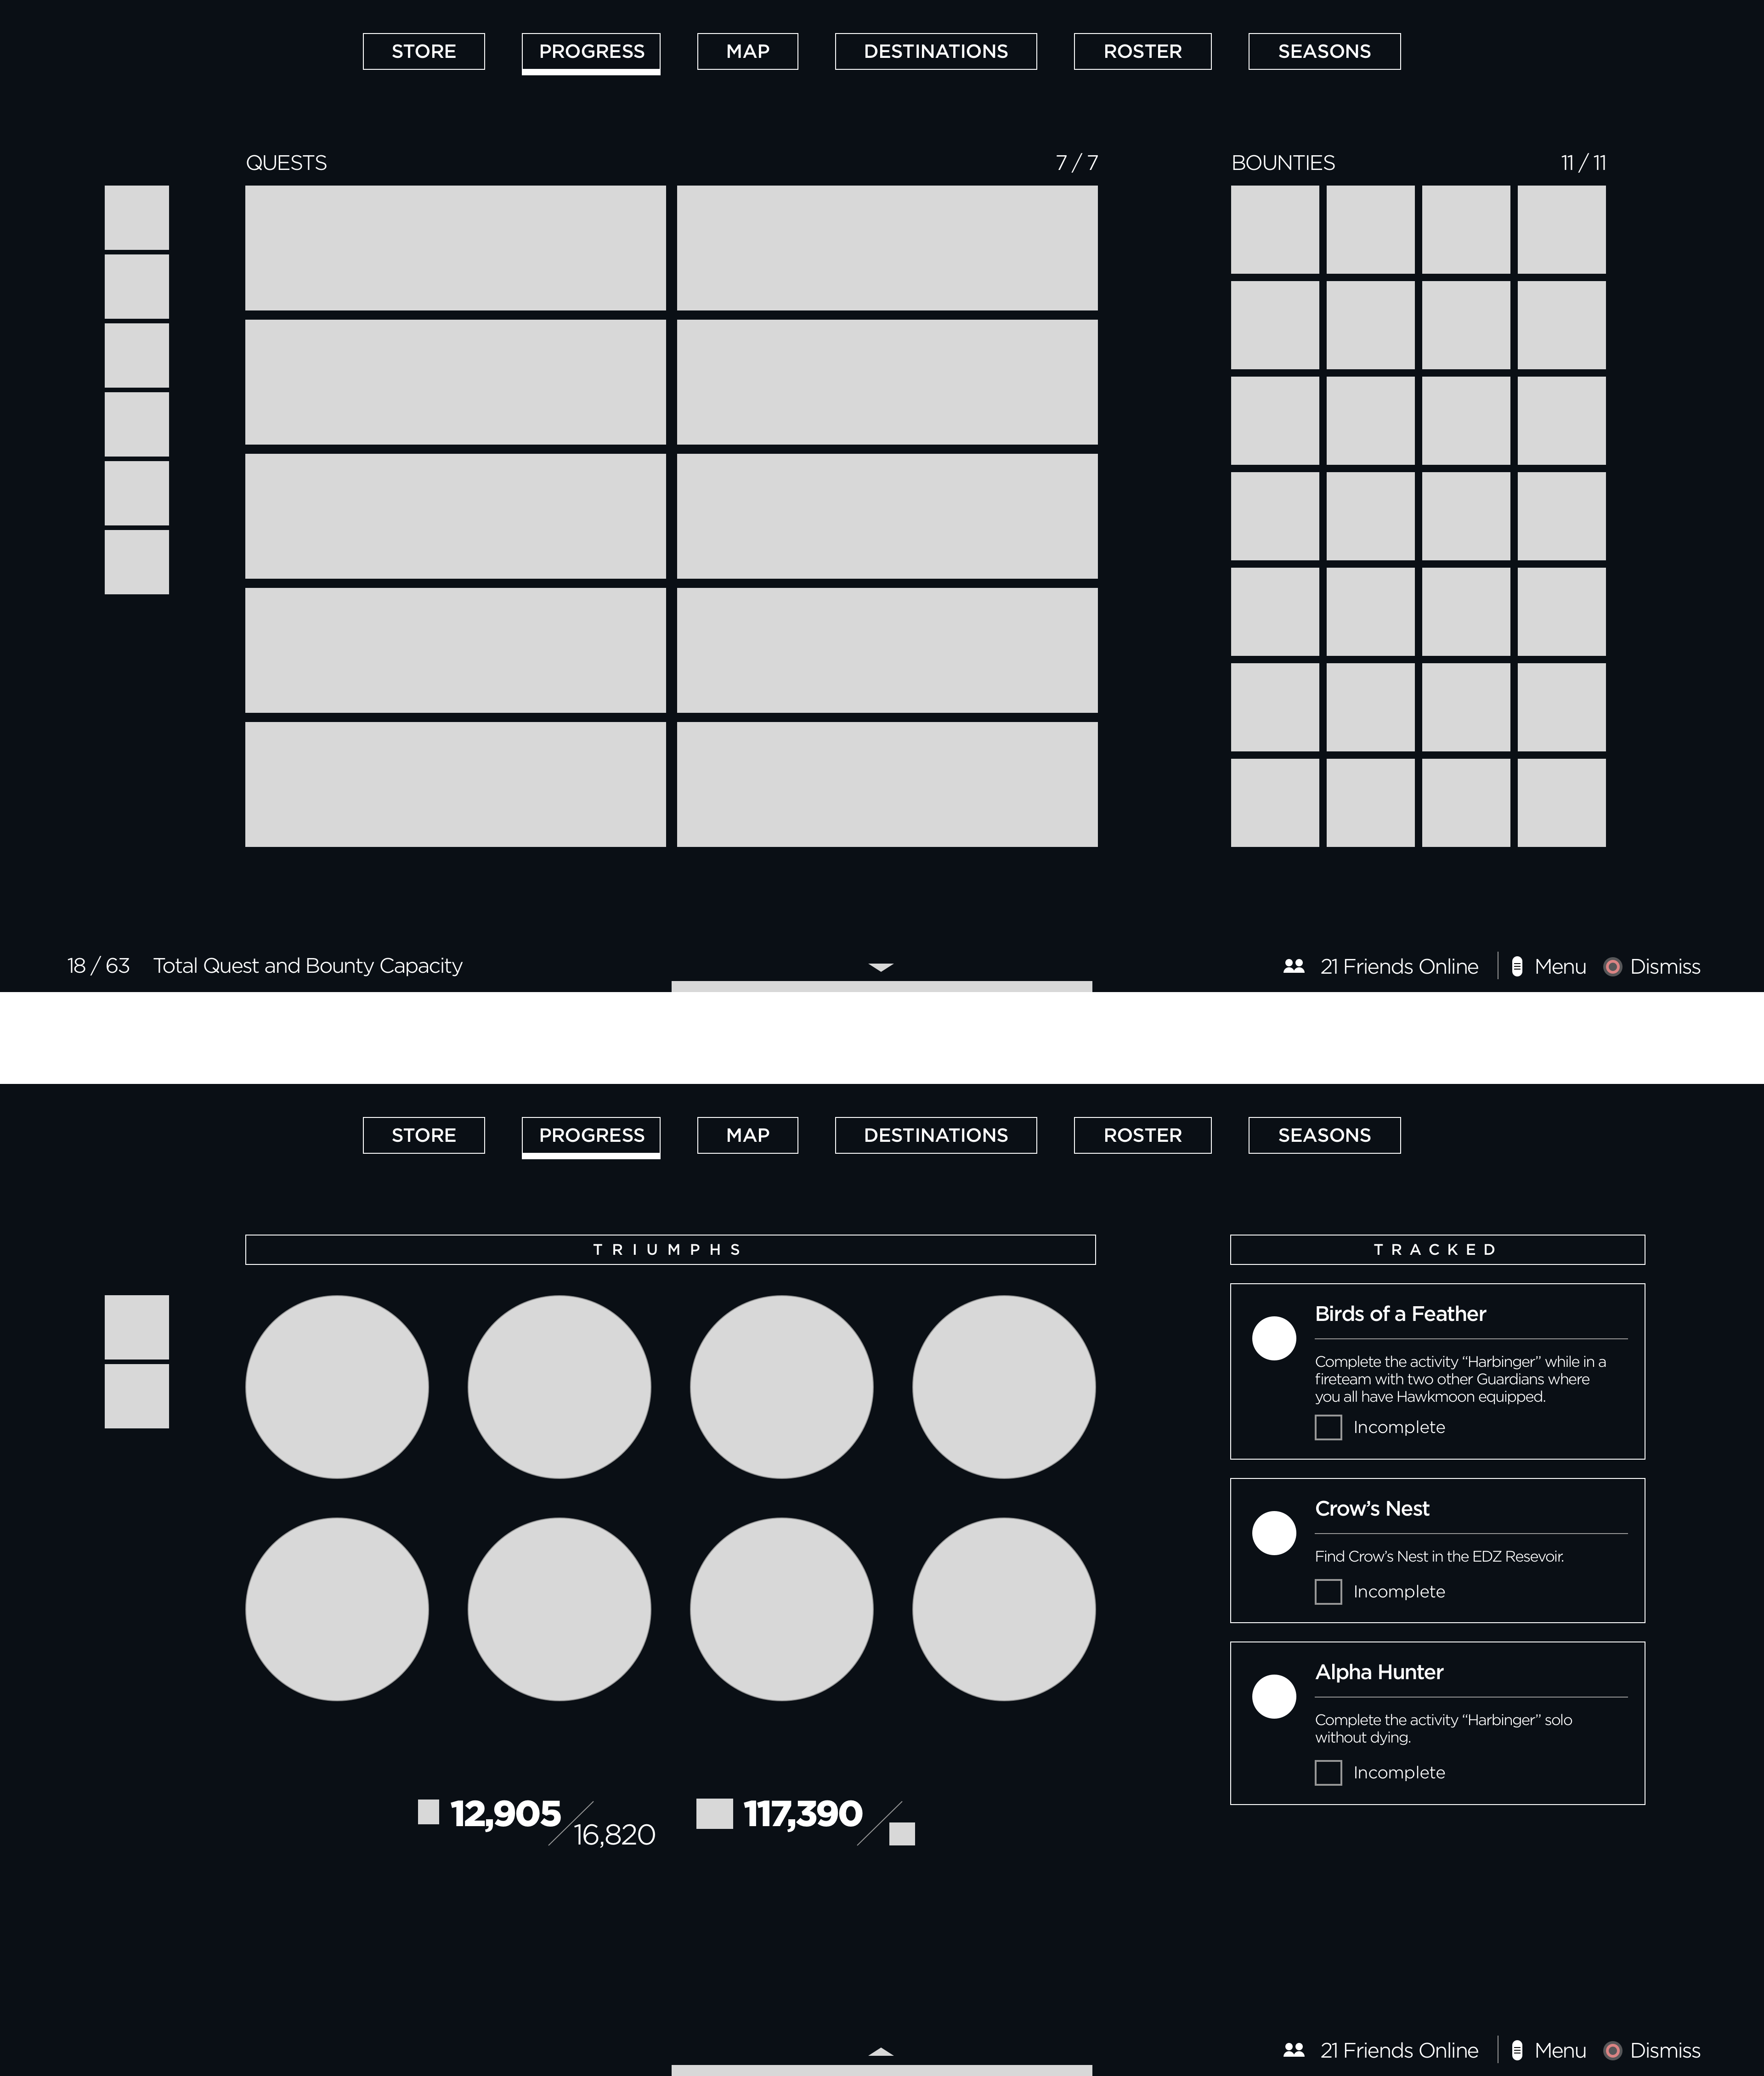 STORE
PROGRESS
MAP
DESTINATIONS
ROSTER
SEASONS
QUESTS
7 / 7
BOUNTIES
11 / 11
18 / 63 Total Quest and Bounty Capacity
21 Friends Online
Menu
Dismiss
STORE
PROGRESS
MAP
DESTINATIONS
ROSTER
SEASONS
TRIUMPHS
12,905
16,820
117,390
TRACKED
Birds of a Feather
Complete the activity “Harbinger” while in a
fireteam with two other Guardians where
you all have Hawkmoon equipped.
Incomplete
Crow’s Nest
Find Crow’s Nest in the EDZ Resevoir.
Incomplete
Alpha Hunter
Complete the activity “Harbinger” solo
without dying.
Incomplete
21 Friends Online
Menu
Dismiss